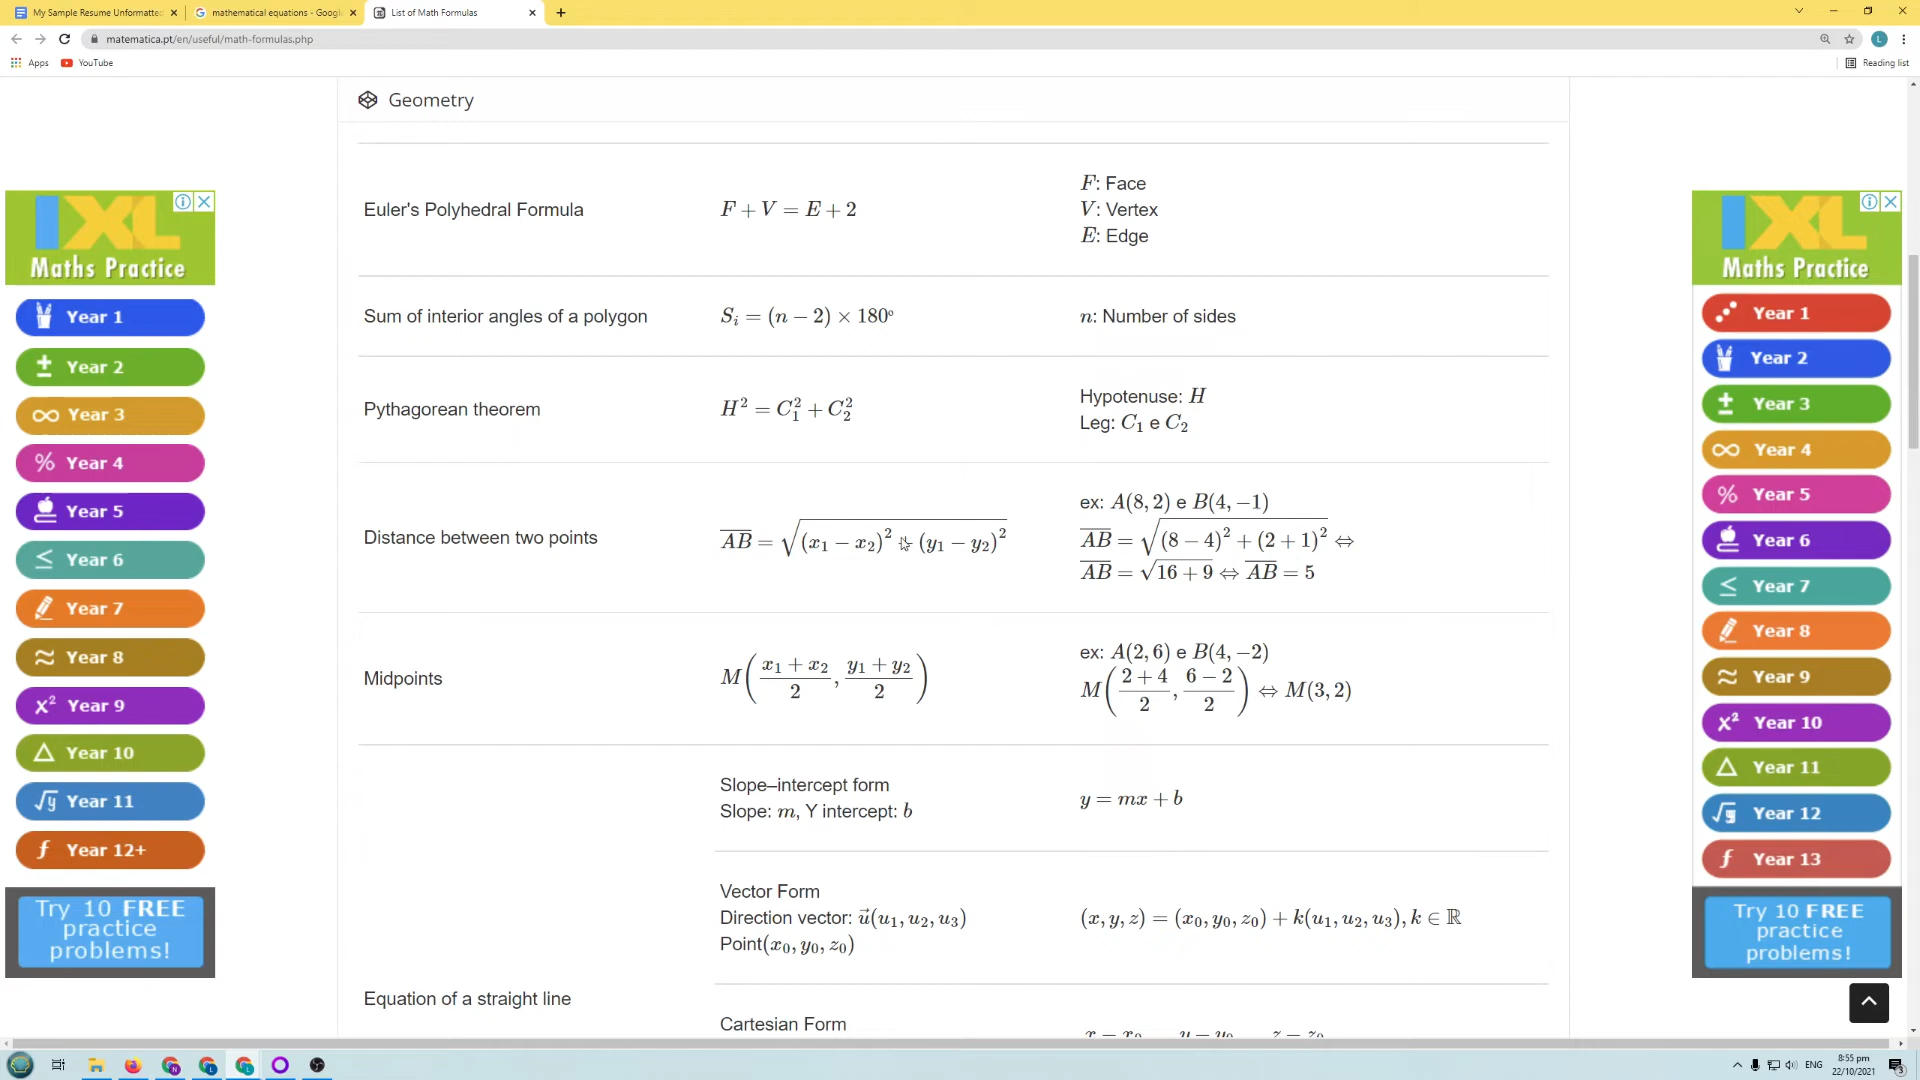 My Sample Resume Unformatted
mathematical equations - Google
List of Math Formulas
matematica.pt/en/useful/math-formulas.php
L
Apps
YouTube
Reading list
Geometry
Euler's Polyhedral Formula
F + V = E + 2
F: Face
V: Vertex
E: Edge
Sum of interior angles of a polygon
Sᵢ = (n − 2) × 180º
n: Number of sides
Pythagorean theorem
H² = C₁² + C₂²
Hypotenuse: H
Leg: C₁ e C₂
Distance between two points
A̅B̅ = √((x₁ − x₂)² + (y₁ − y₂)²)
ex: A(8, 2) e B(4, −1)
A̅B̅ = √((8 − 4)² + (2 + 1)²) ⇔
A̅B̅ = √(16 + 9) ⇔ A̅B̅ = 5
Midpoints
M((x₁ + x₂)/2, (y₁ + y₂)/2)
ex: A(2, 6) e B(4, −2)
M((2 + 4)/2, (6 − 2)/2) ⇔ M(3, 2)
Equation of a straight line
Slope–intercept form
Slope: m, Y intercept: b
y = mx + b
Vector Form
Direction vector: u⃗(u₁, u₂, u₃)
Point(x₀, y₀, z₀)
(x, y, z) = (x₀, y₀, z₀) + k(u₁, u₂, u₃), k ∈ ℝ
Cartesian Form
IXL
Maths Practice
Year 1
± Year 2
∞ Year 3
% Year 4
Year 5
≤ Year 6
Year 7
≈ Year 8
x² Year 9
△ Year 10
√y Year 11
f Year 12+
Try 10 FREE
practice
problems!
IXL
Maths Practice
Year 1
Year 2
± Year 3
∞ Year 4
% Year 5
Year 6
≤ Year 7
Year 8
≈ Year 9
x² Year 10
△ Year 11
√y Year 12
f Year 13
Try 10 FREE
practice
problems!
ENG
8:55 pm
22/10/2021
3